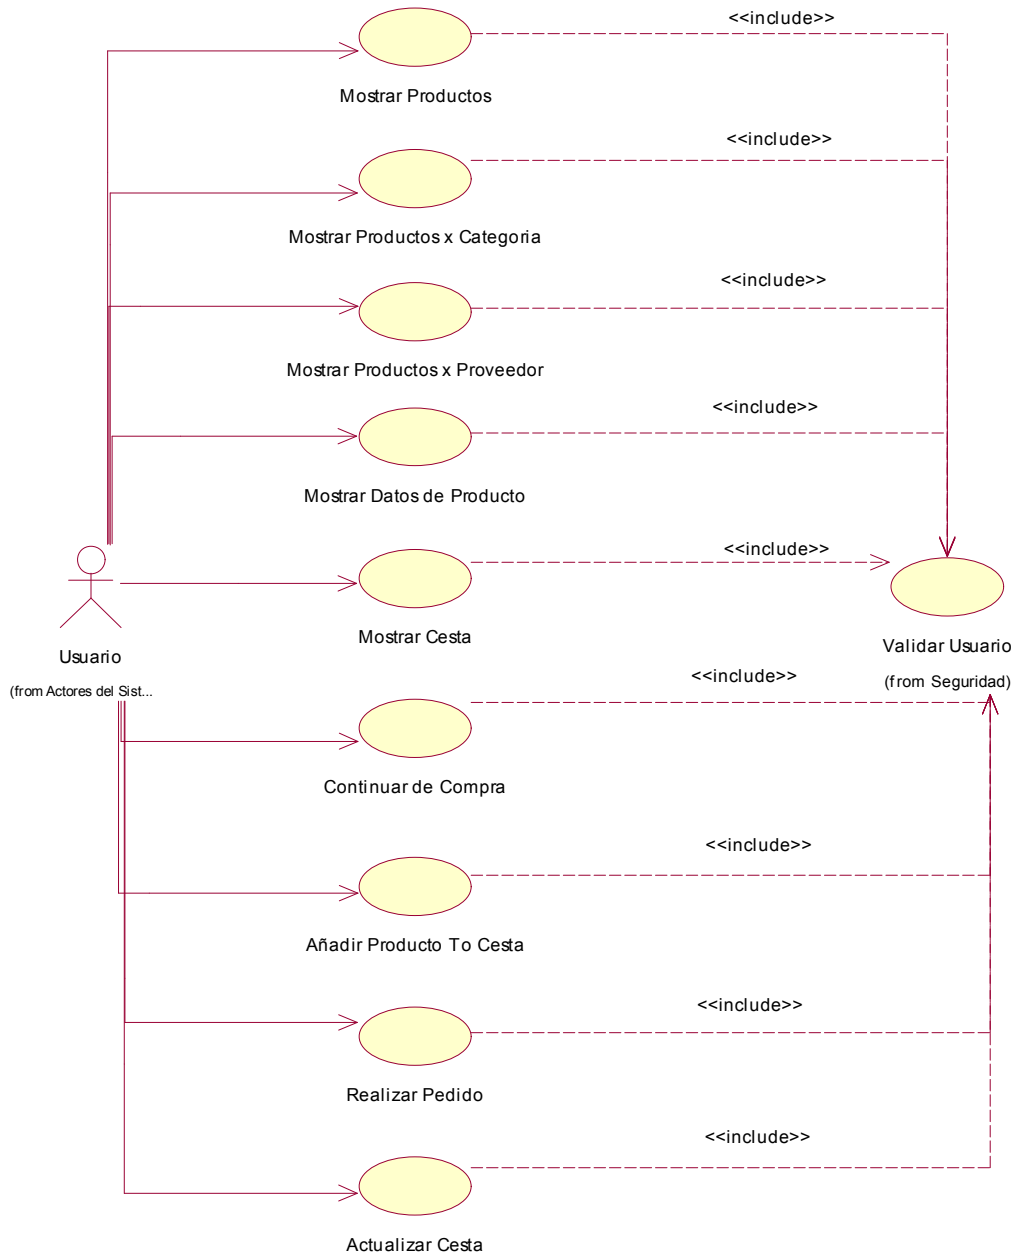 <<include>>
Mostrar Productos
<<include>>
Mostrar Productos x Categoria
<<include>>
Mostrar Productos x Proveedor
<<include>>
Mostrar Datos de Producto
<<include>>
Mostrar Cesta
Validar Usuario
(from Seguridad)
Usuario
(from Actores del Sist...
<<include>>
Continuar de Compra
<<include>>
Añadir Producto To Cesta
<<include>>
Realizar Pedido
<<include>>
Actualizar Cesta